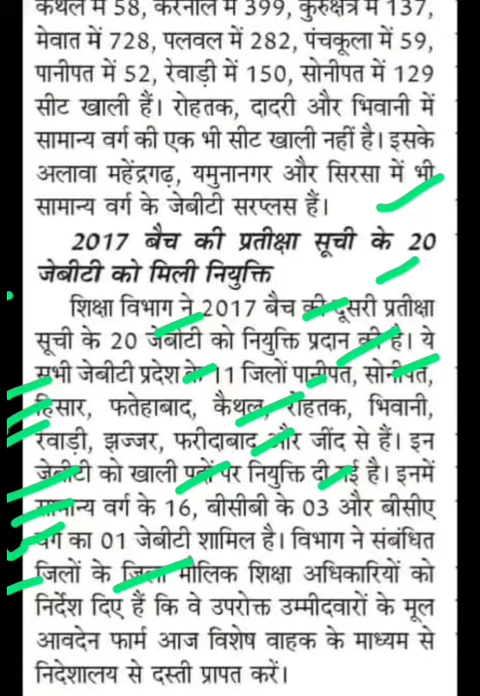 कैथल में 58, करनाल में 399, कुरुक्षेत्र में 137,
मेवात में 728, पलवल में 282, पंचकूला में 59,
पानीपत में 52, रेवाड़ी में 150, सोनीपत में 129
सीट खाली हैं। रोहतक, दादरी और भिवानी में
सामान्य वर्ग की एक भी सीट खाली नहीं है। इसके
अलावा महेंद्रगढ़, यमुनानगर और सिरसा में भी
सामान्य वर्ग के जेबीटी सरप्लस हैं।
2017 बैच की प्रतीक्षा सूची के 20
जेबीटी को मिली नियुक्ति
शिक्षा विभाग ने 2017 बैच की दूसरी प्रतीक्षा
सूची के 20 जेबीटी को नियुक्ति प्रदान की है। ये
सभी जेबीटी प्रदेश के 11 जिलों पानीपत, सोनीपत,
हिसार, फतेहाबाद, कैथल, रोहतक, भिवानी,
रेवाड़ी, झज्जर, फरीदाबाद और जींद से हैं। इन
जेबीटी को खाली पदों पर नियुक्ति दी गई है। इनमें
सामान्य वर्ग के 16, बीसीबी के 03 और बीसीए
वर्ग का 01 जेबीटी शामिल है। विभाग ने संबंधित
जिलों के जिला मौलिक शिक्षा अधिकारियों को
निर्देश दिए हैं कि वे उपरोक्त उम्मीदवारों के मूल
आवदेन फार्म आज विशेष वाहक के माध्यम से
निदेशालय से दस्ती प्रापत करें।